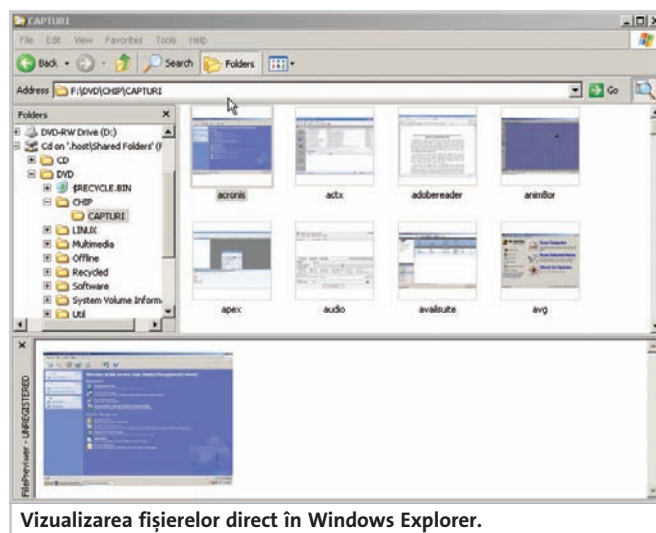 CAPTURI
File Edit View Favorites Tools Help
Back Search Folders
Address F:\DVD\CHIP\CAPTURI Go
Folders
DVD-RW Drive (D:)
Cd on '.host\Shared Folders' (
CD
DVD
$RECYCLE.BIN
CHIP
CAPTURI
LINUX
Multimedia
Offline
Recycled
Software
System Volume Inform
Util
acronis actx adobereader anim8or
apex audio availsuite avg
FilePreviewer - UNREGISTERED
Vizualizarea fișierelor direct în Windows Explorer.